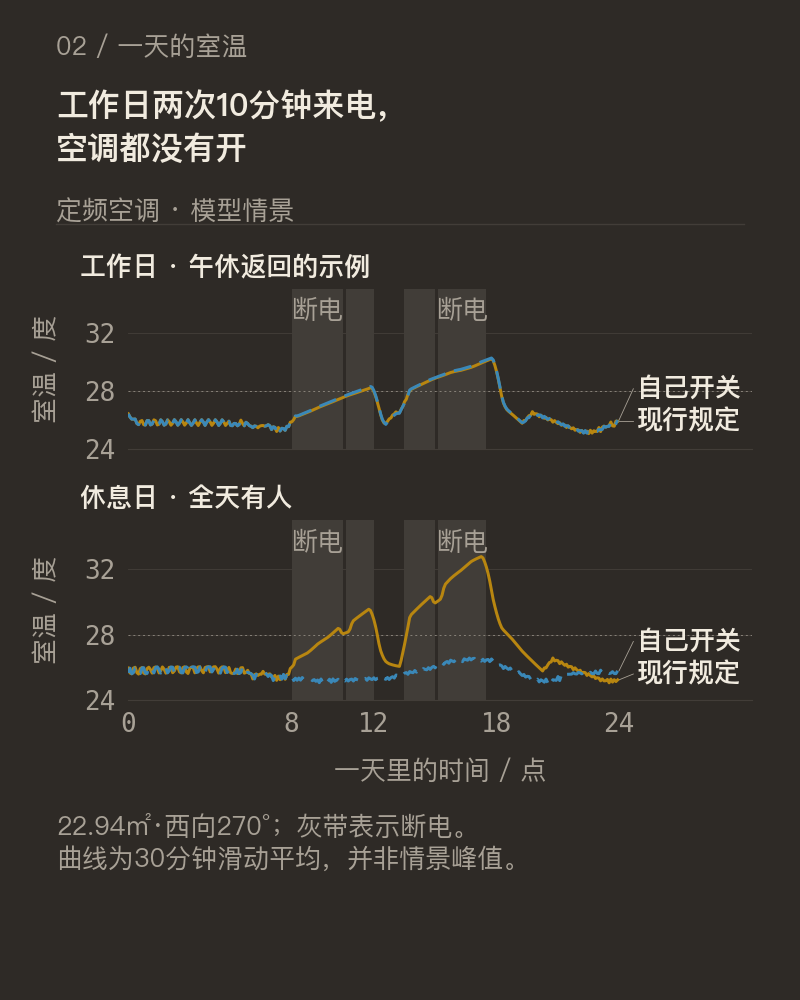 02 / 一天的室温
工作日两次10分钟来电，
空调都没有开
定频空调 · 模型情景
工作日 · 午休返回的示例
断电
断电
室温 / 度
32
28
24
自己开关
现行规定
休息日 · 全天有人
断电
断电
室温 / 度
32
28
24
自己开关
现行规定
0
8
12
18
24
一天里的时间 / 点
22.94㎡·西向270°；灰带表示断电。
曲线为30分钟滑动平均，并非情景峰值。